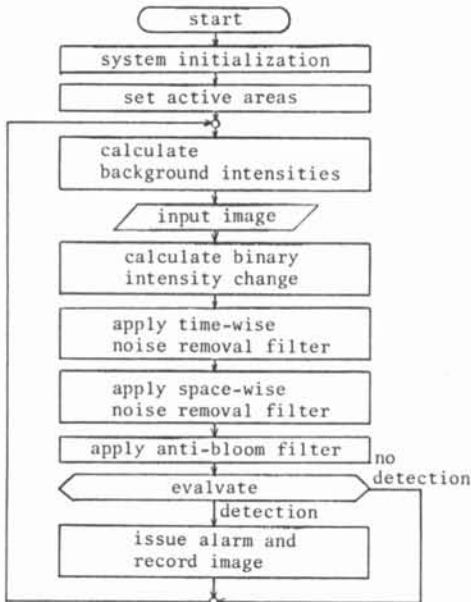 start
system initialization
set active areas
calculate
background intensities
input image
calculate binary
intensity change
apply time-wise
noise removal filter
apply space-wise
noise removal filter
apply anti-bloom filter
no
detection
evalvate
detection
issue alarm and
record image